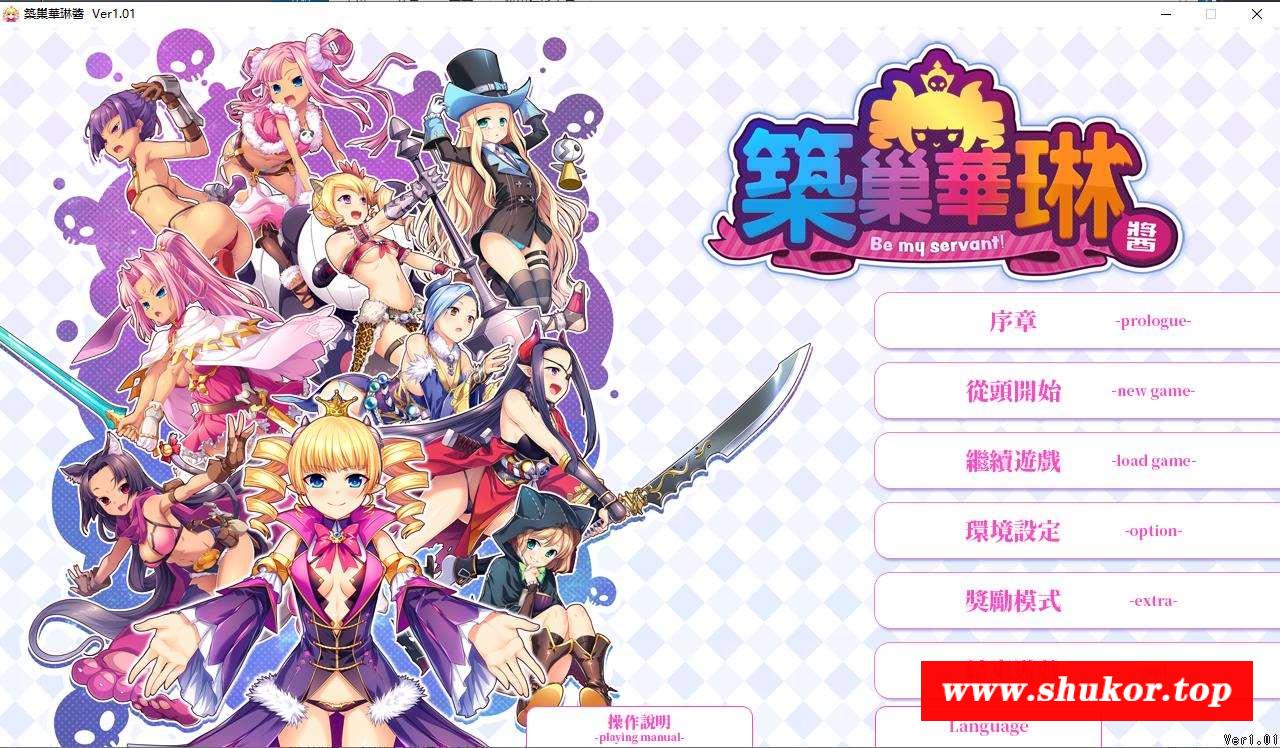 築巢華琳醬 Ver1.01
築巢華琳醬
Be my servant!
序章 -prologue-
從頭開始 -new game-
繼續遊戲 -load game-
環境設定 -option-
獎勵模式 -extra-
www.shukor.top
操作說明
-playing manual-
Language
Ver1.01